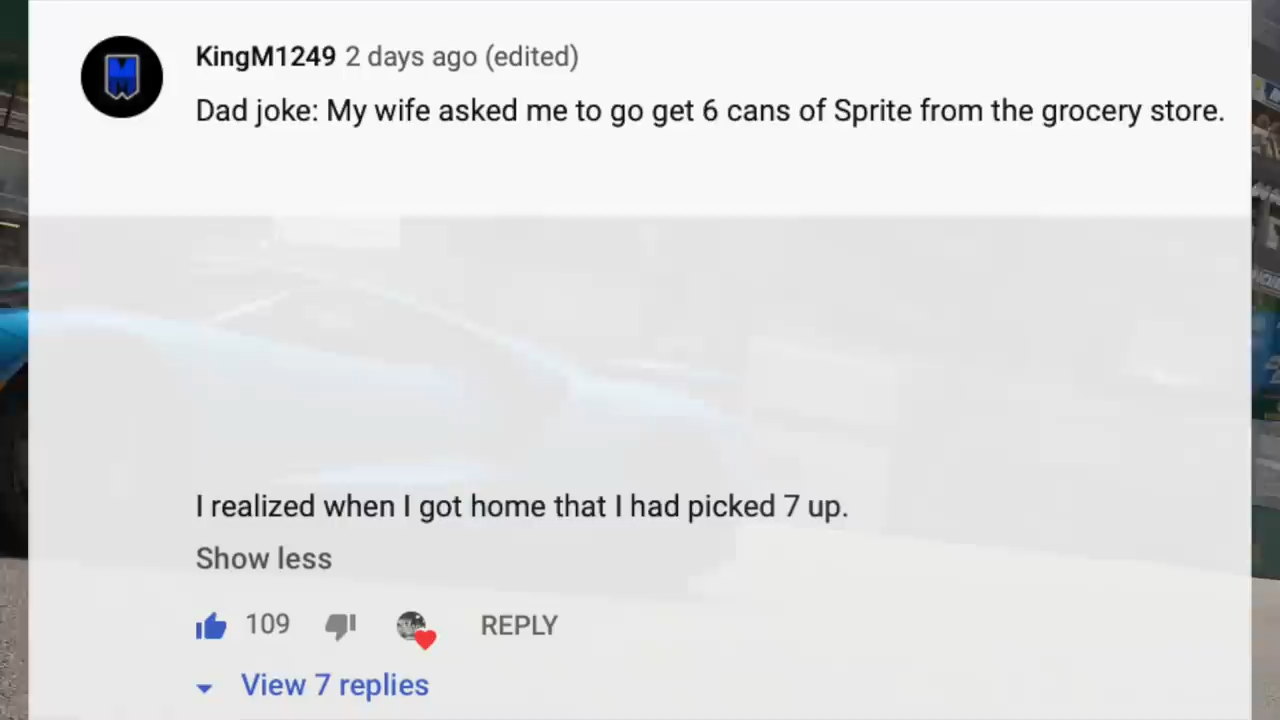 KingM1249 2 days ago (edited)
Dad joke: My wife asked me to go get 6 cans of Sprite from the grocery store.
I realized when I got home that I had picked 7 up.
Show less
109 REPLY
View 7 replies